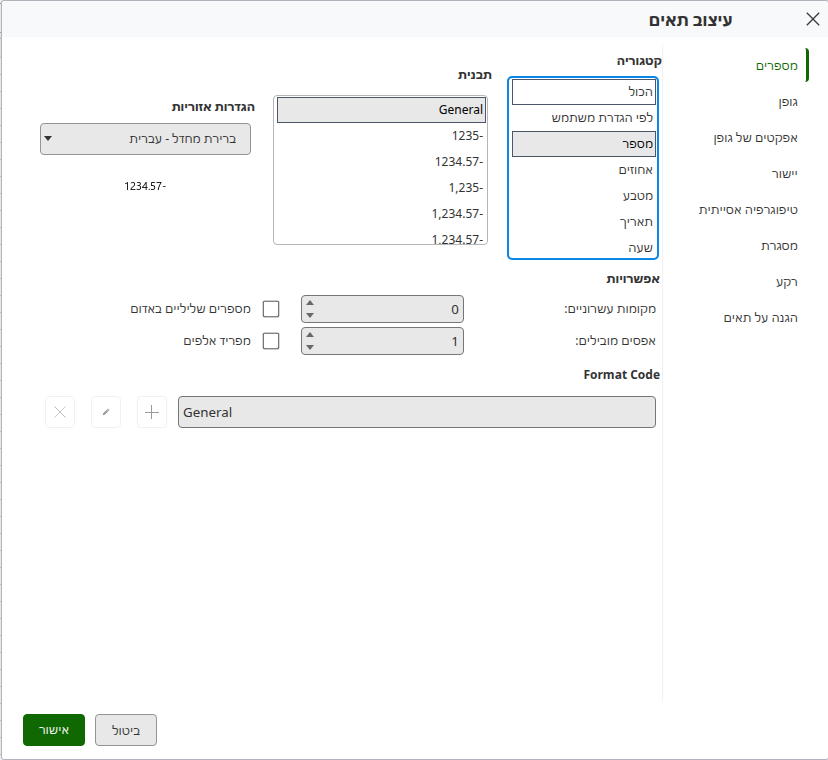 עיצוב תאים
מספרים
גופן
אפקטים של גופן
יישור
טיפוגרפיה אסייתית
מסגרת
רקע
הגנה על תאים
קטגוריה
הכול
לפי הגדרת משתמש
מספר
אחוזים
מטבע
תאריך
שעה
תבנית
General
1235-
1234.57-
1,235-
1,234.57-
1,234.57-
הגדרות אזוריות
ברירת מחדל - עברית
1234.57-
אפשרויות
מקומות עשרוניים: 0 מספרים שליליים באדום
אפסים מובילים: 1 מפריד אלפים
Format Code
General
ביטול
אישור